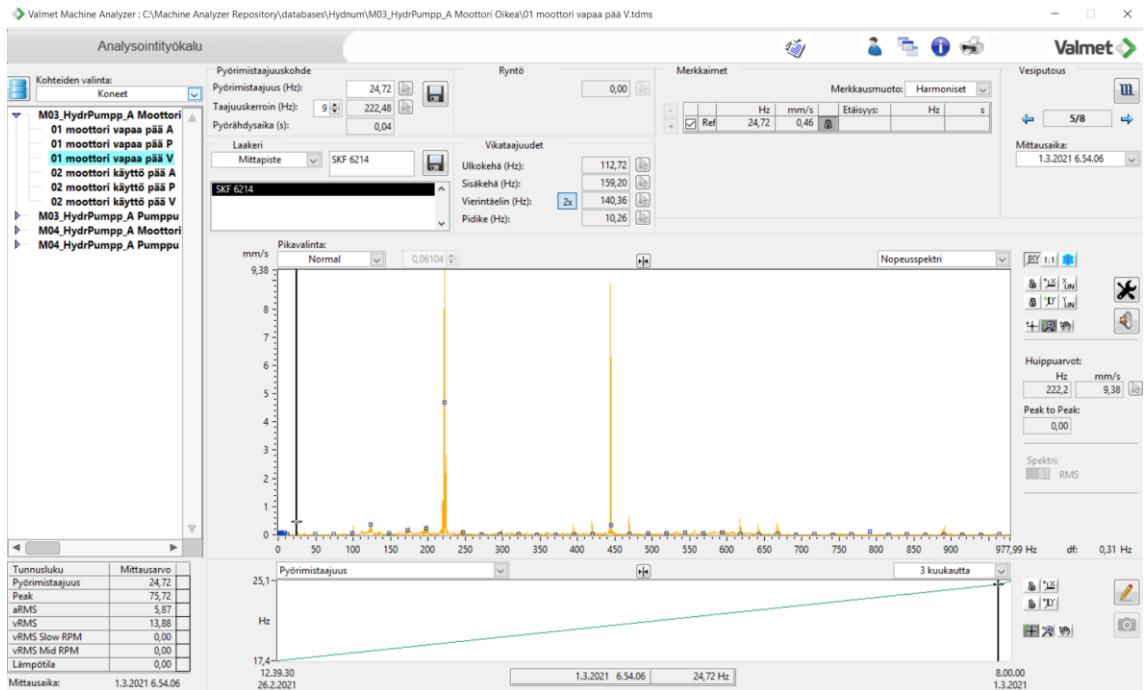 Valmet Machine Analyzer : C:\Machine Analyzer Repository\databases\Hydnum\M03_HydrPumpp_A Moottori Oikea\01 moottori vapaa pää V.tdms
Analysointityökalu
Valmet
Kohteiden valinta:
Koneet
M03_HydrPumpp_A Moottori
01 moottori vapaa pää A
01 moottori vapaa pää P
01 moottori vapaa pää V
02 moottori käyttö pää A
02 moottori käyttö pää P
02 moottori käyttö pää V
M03_HydrPumpp_A Pumppu
M04_HydrPumpp_A Moottori
M04_HydrPumpp_A Pumppu
Pyörimistaajuuskohde
Pyörimistaajuus (Hz): 24,72
Taajuuskerroin (Hz): 9 222,48
Pyörähdysaika (s): 0,04
Ryntö
0,00
Merkkaimet
Merkkausmuoto: Harmoniset
Hz mm/s Etäisyys: Hz s
- + Ref 24,72 0,46
Vesiputous
5/8
Mittausaika:
1.3.2021 6.54.06
Laakeri
Mittapiste SKF 6214
SKF 6214
Vikataajuudet
Ulkokehä (Hz): 112,72
Sisäkehä (Hz): 159,20
Vierintäelin (Hz): 2x 140,36
Pidike (Hz): 10,26
Pikavalinta:
mm/s Normal 0,06104 Nopeusspektri
9,38
8
7
6
5
4
3
2
1
0
0 50 100 150 200 250 300 350 400 450 500 550 600 650 700 750 800 850 900 977,99 Hz df: 0,31 Hz
1:1
X LIN
Y LIN
Huippuarvot:
Hz mm/s
222,2 9,38
Peak to Peak:
0,00
Spektri:
RMS
Tunnusluku Mittausarvo
Pyörimistaajuus 24,72
Peak 75,72
aRMS 5,87
vRMS 13,88
vRMS Slow RPM 0,00
vRMS Mid RPM 0,00
Lämpötila 0,00
Mittausaika: 1.3.2021 6.54.06
Pyörimistaajuus 3 kuukautta
25,1
Hz
17,4
12.39.30
26.2.2021
1.3.2021 6.54.06 24,72 Hz
8.00.00
1.3.2021